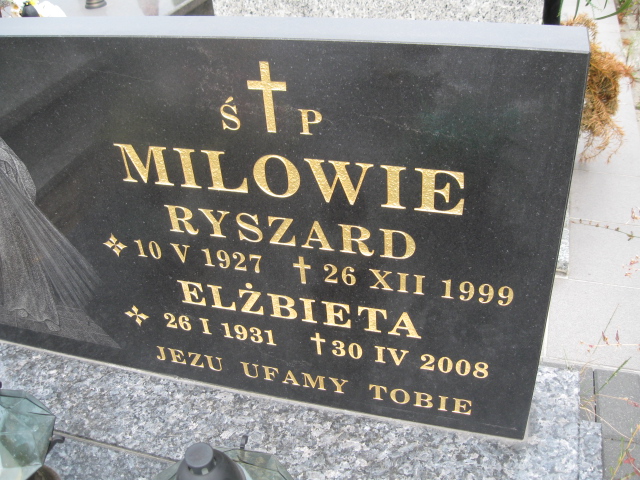 Ś P
MILOWIE
RYSZARD
10 V 1927 26 XII 1999
ELŻBIETA
26 I 1931 30 IV 2008
JEZU UFAMY TOBIE